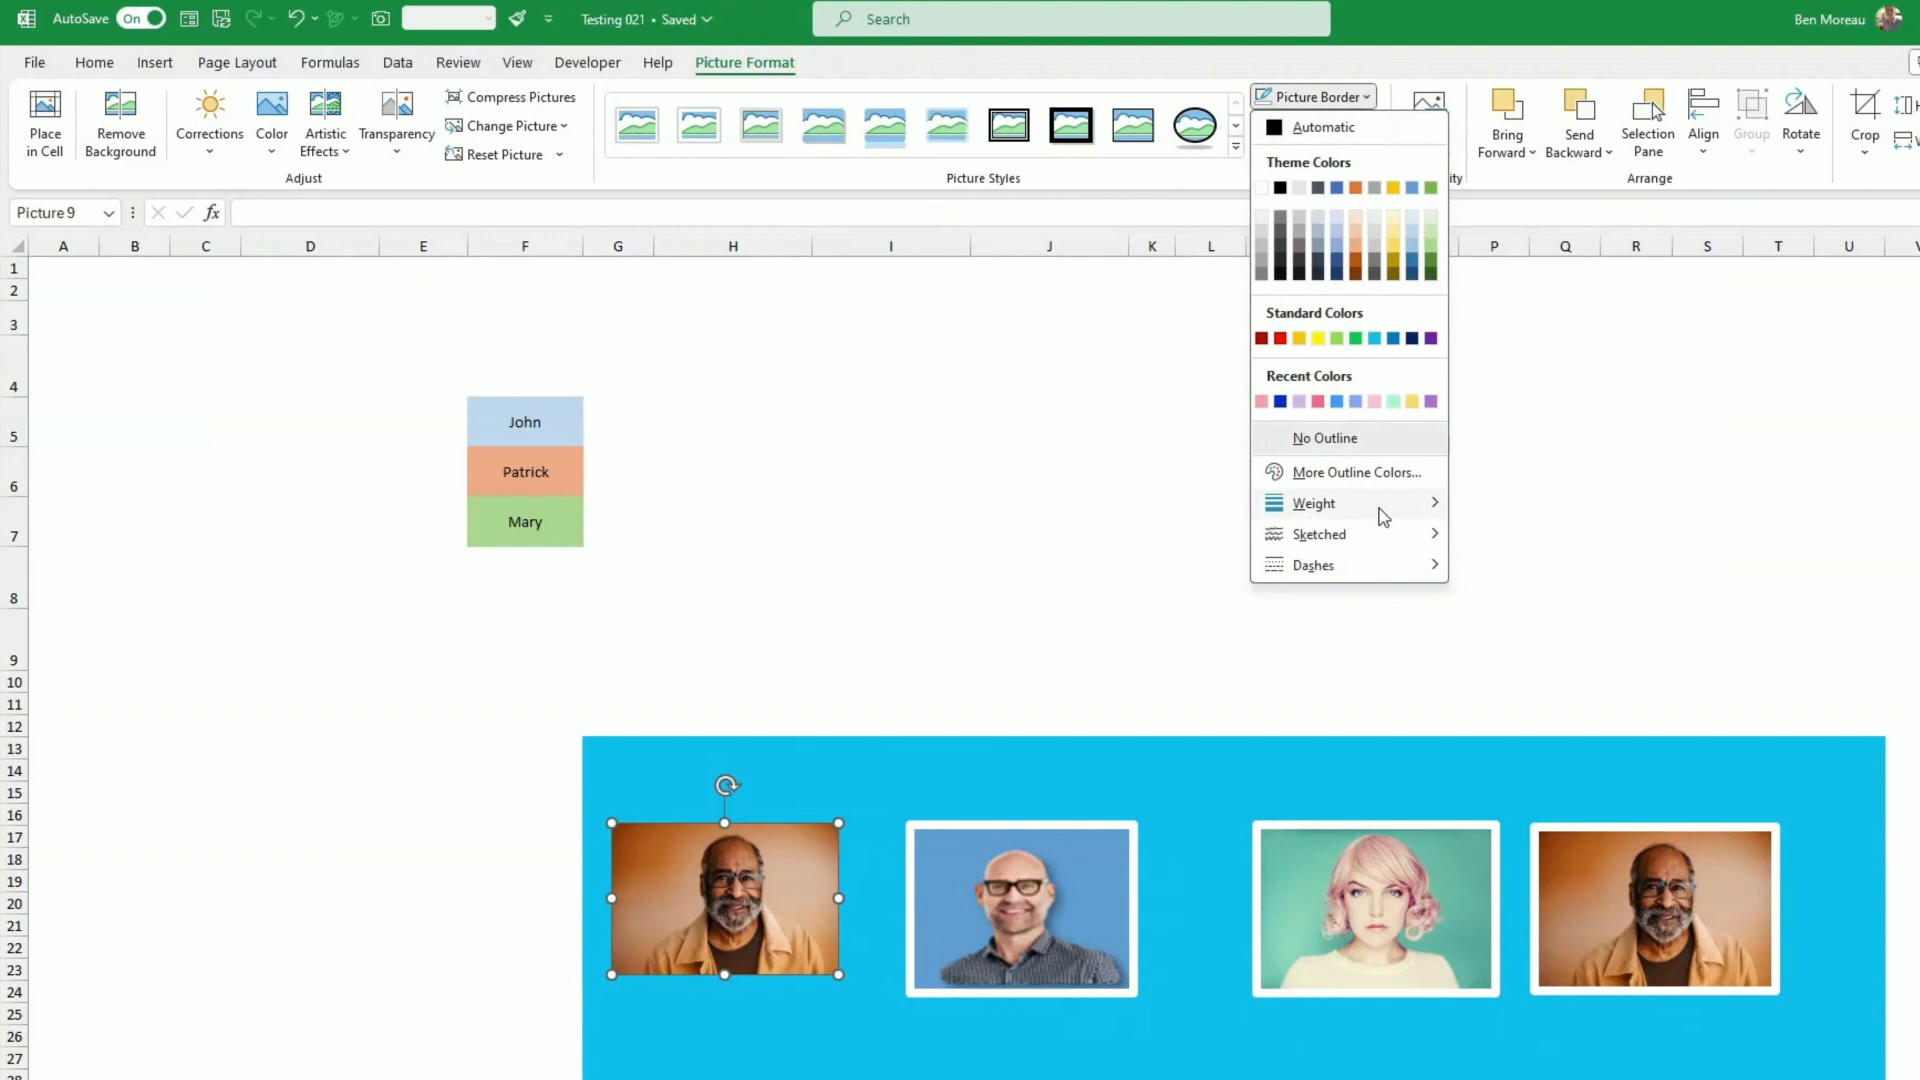 AutoSave On Testing 021 • Saved Search Ben Moreau
File Home Insert Page Layout Formulas Data Review View Developer Help Picture Format
Place in Cell
Remove Background
Corrections
Color
Artistic Effects
Transparency
Compress Pictures
Change Picture
Reset Picture
Adjust
Picture Styles
Picture Border
Bring Forward
Send Backward
Selection Pane
Align
Group
Rotate
Arrange
Crop
ity
Automatic
Theme Colors
Standard Colors
Recent Colors
No Outline
More Outline Colors...
Weight
Sketched
Dashes
Picture 9 fx
A B C D E F G H I J K L P Q R S T U
1
2
3
4
5
6
7
8
9
10
11
12
13
14
15
16
17
18
19
20
21
22
23
24
25
26
27
John
Patrick
Mary